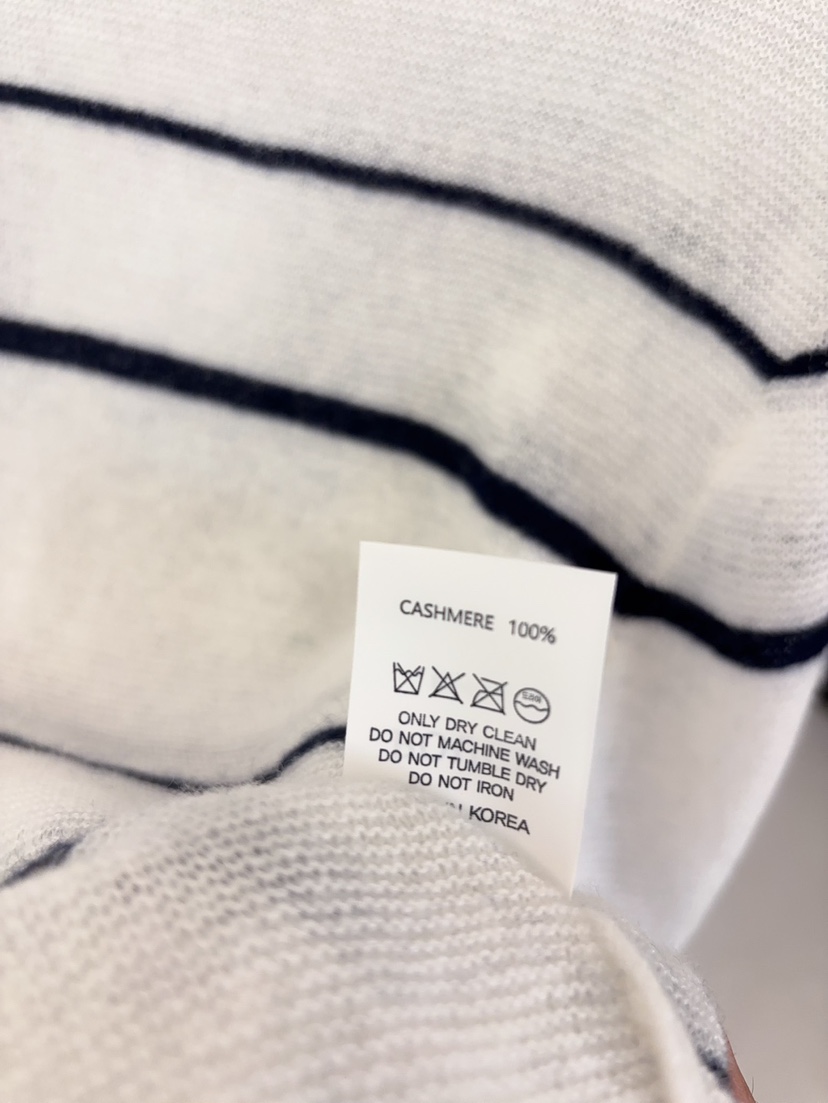 CASHMERE 100%
ONLY DRY CLEAN
DO NOT MACHINE WASH
DO NOT TUMBLE DRY
DO NOT IRON
KOREA